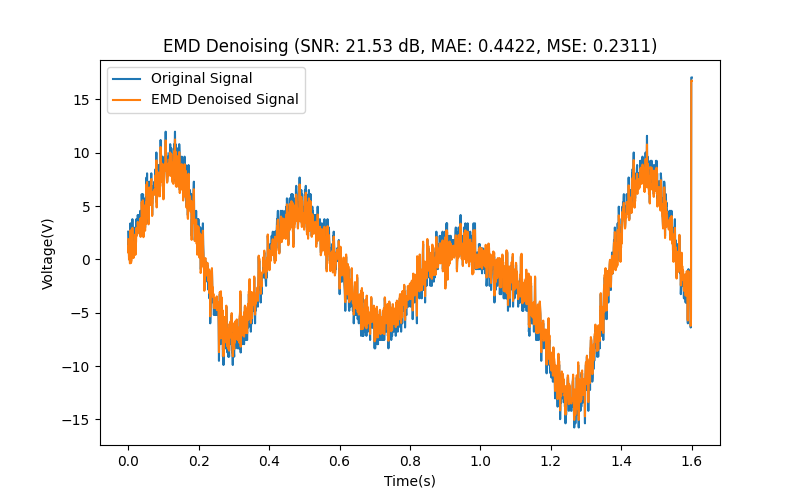 EMD Denoising (SNR: 21.53 dB, MAE: 0.4422, MSE: 0.2311)
Original Signal
EMD Denoised Signal
15
10
5
0
−5
−10
−15
Voltage(V)
0.0 0.2 0.4 0.6 0.8 1.0 1.2 1.4 1.6
Time(s)